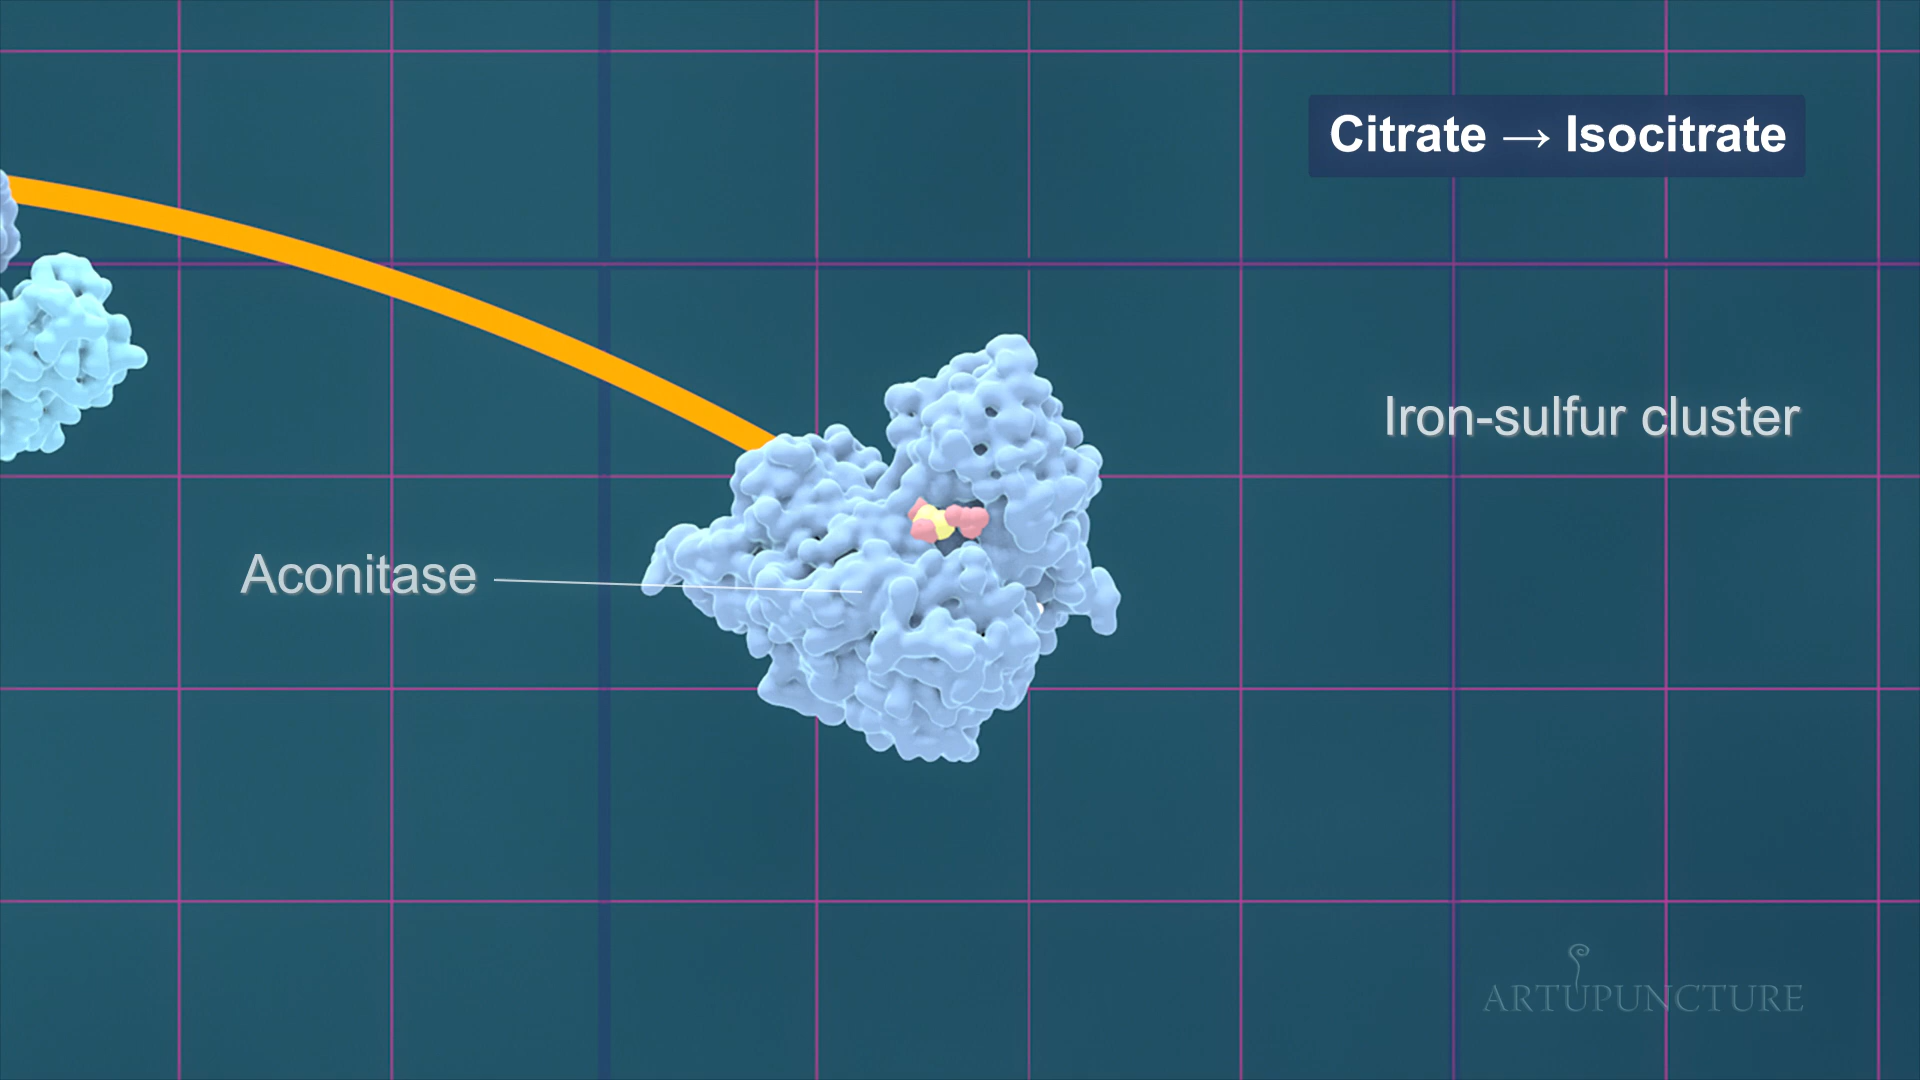 Citrate → Isocitrate
Iron-sulfur cluster
Aconitase
ARTUPUNCTURE